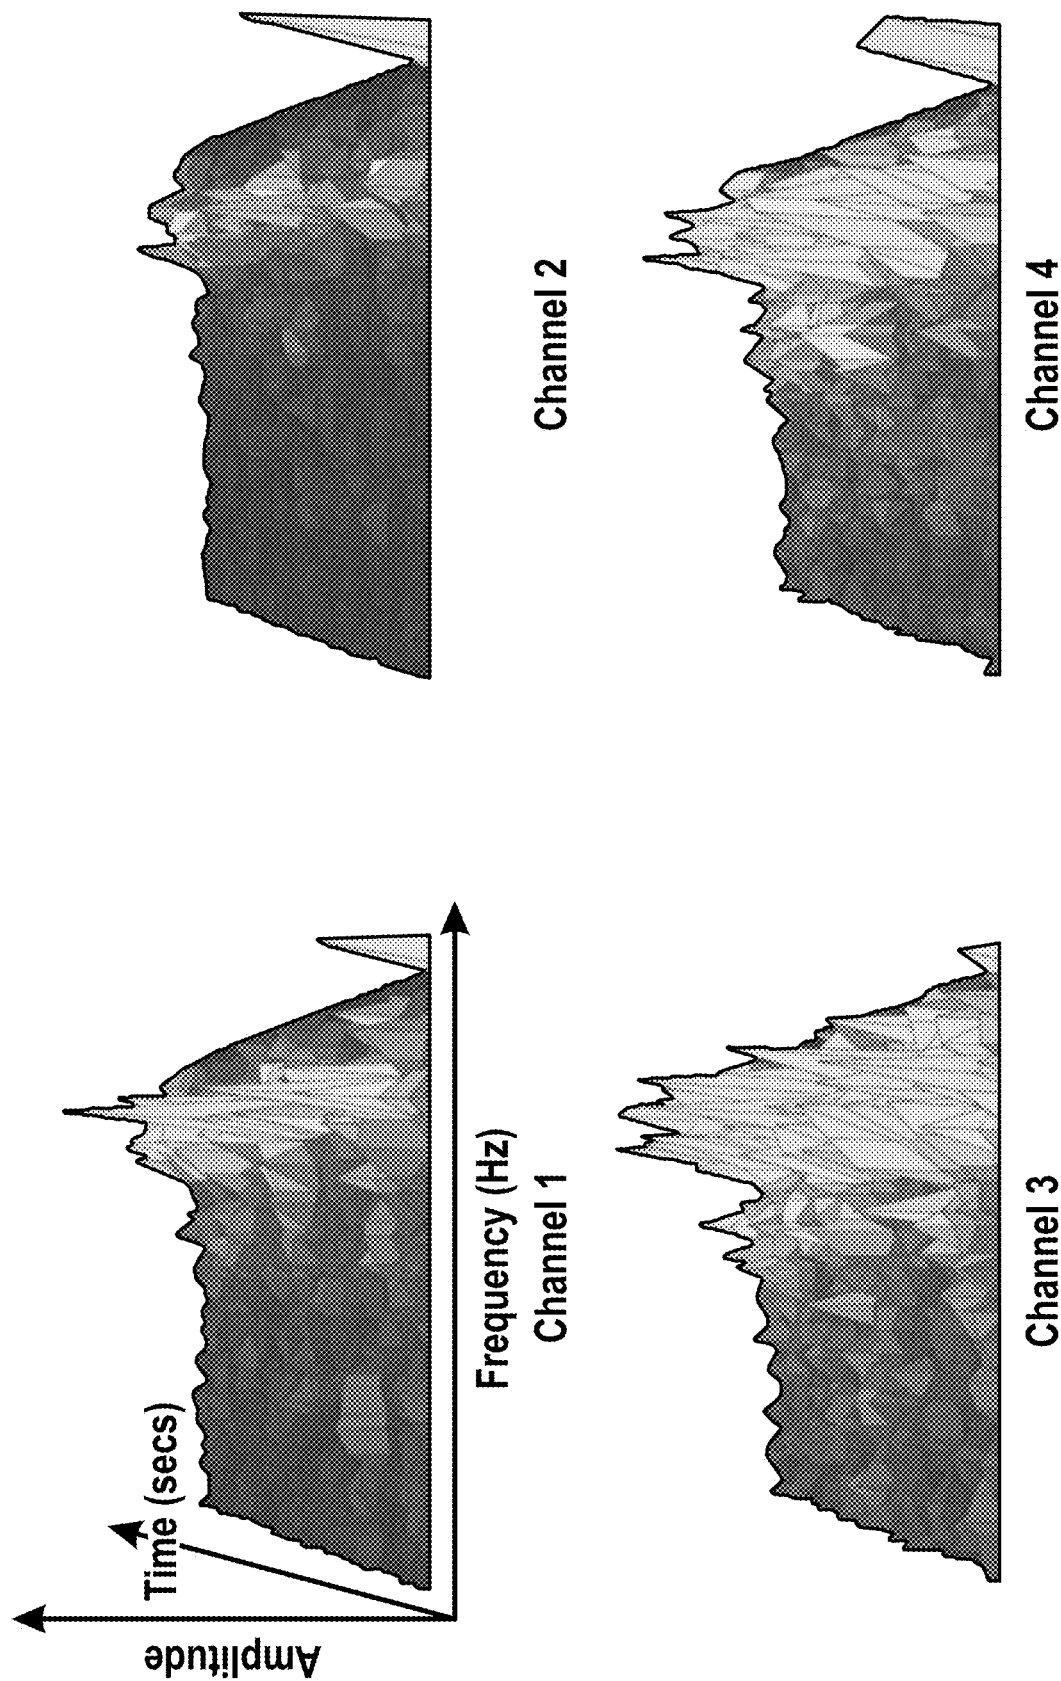 Amplitude
Time (secs)
Frequency (Hz)
Channel 1
Channel 2
Channel 3
Channel 4